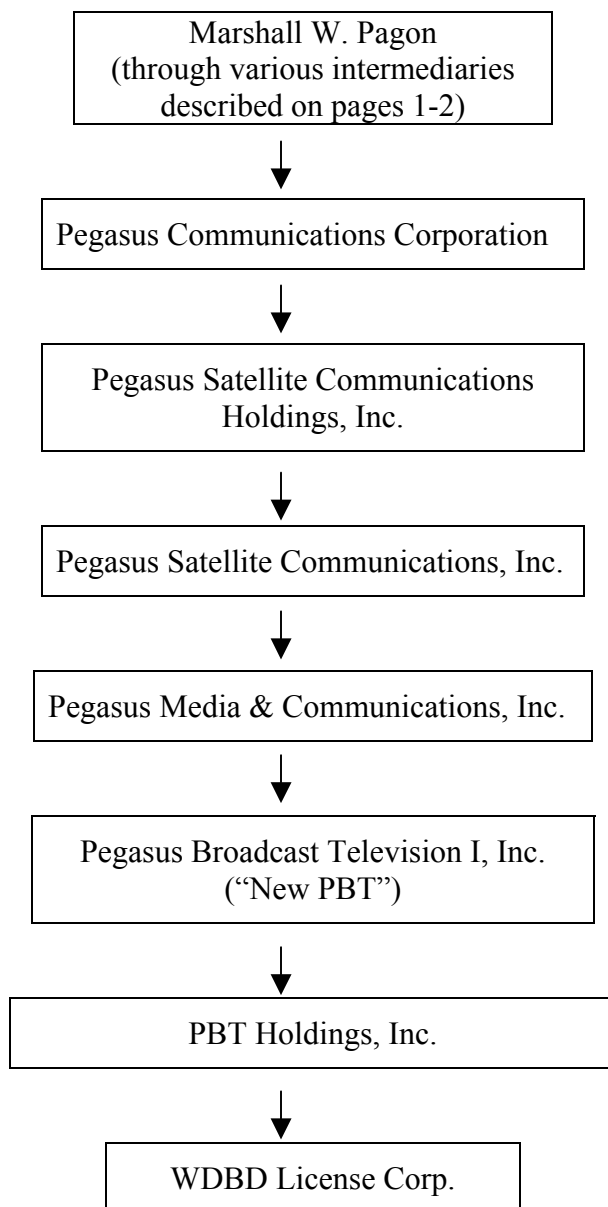 Marshall W. Pagon
(through various intermediaries
described on pages 1-2)
Pegasus Communications Corporation
Pegasus Satellite Communications
Holdings, Inc.
Pegasus Satellite Communications, Inc.
Pegasus Media & Communications, Inc.
Pegasus Broadcast Television I, Inc.
(“New PBT”)
PBT Holdings, Inc.
WDBD License Corp.